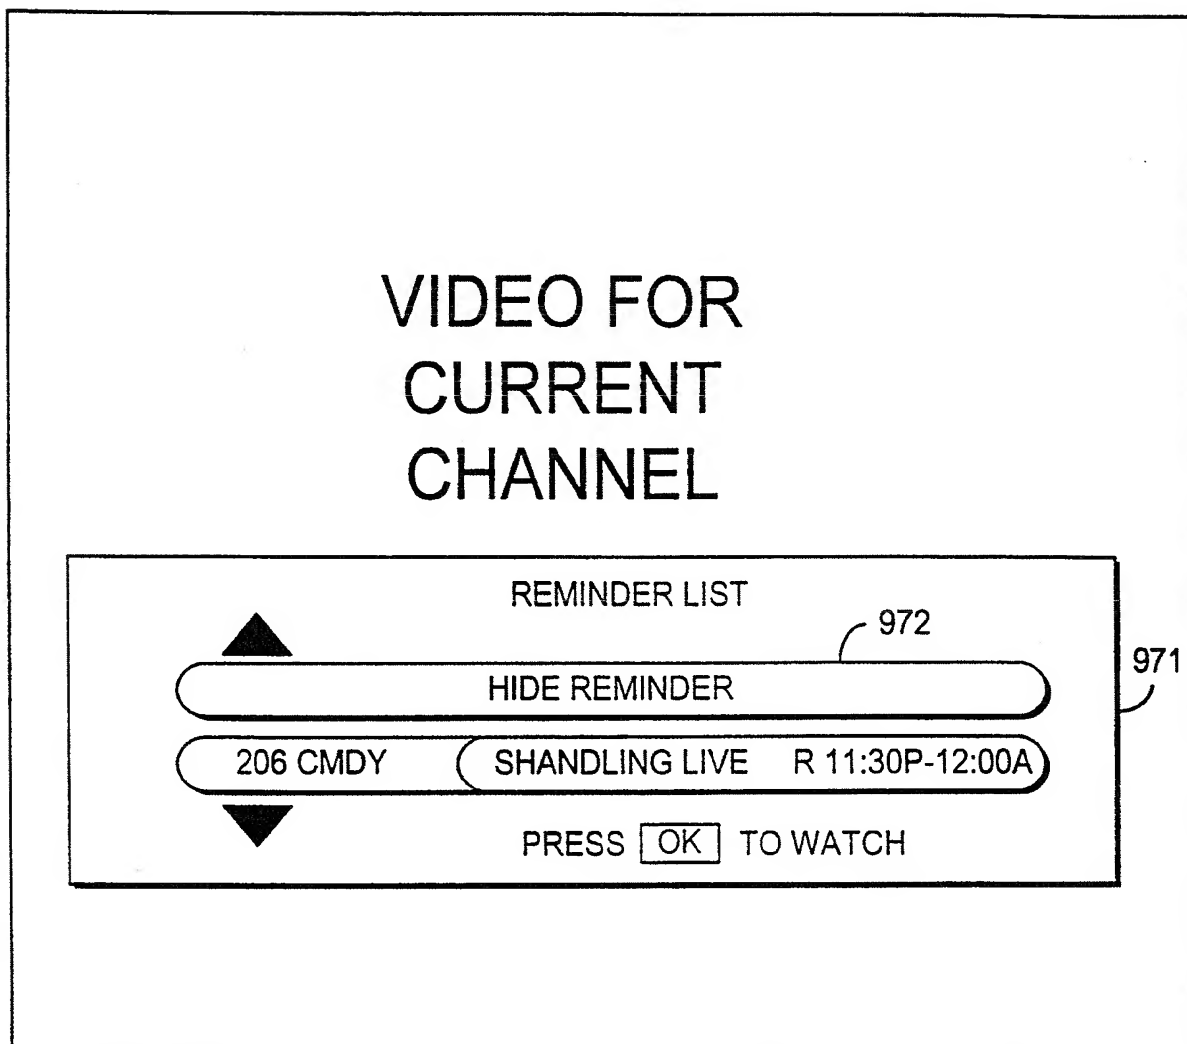 VIDEO FOR
CURRENT
CHANNEL
REMINDER LIST
972
971
HIDE REMINDER
206 CMDY SHANDLING LIVE R 11:30P-12:00A
PRESS OK TO WATCH